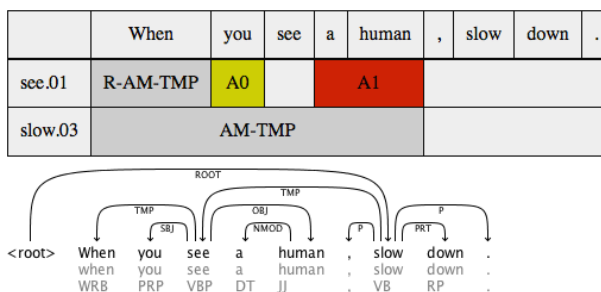 When you see a human , slow down .
see.01 R-AM-TMP A0 A1
slow.03 AM-TMP
ROOT
TMP
TMP OBJ P
SBJ NMOD P PRT
<root> When you see a human , slow down .
when you see a human , slow down .
WRB PRP VBP DT JJ , VB RP .